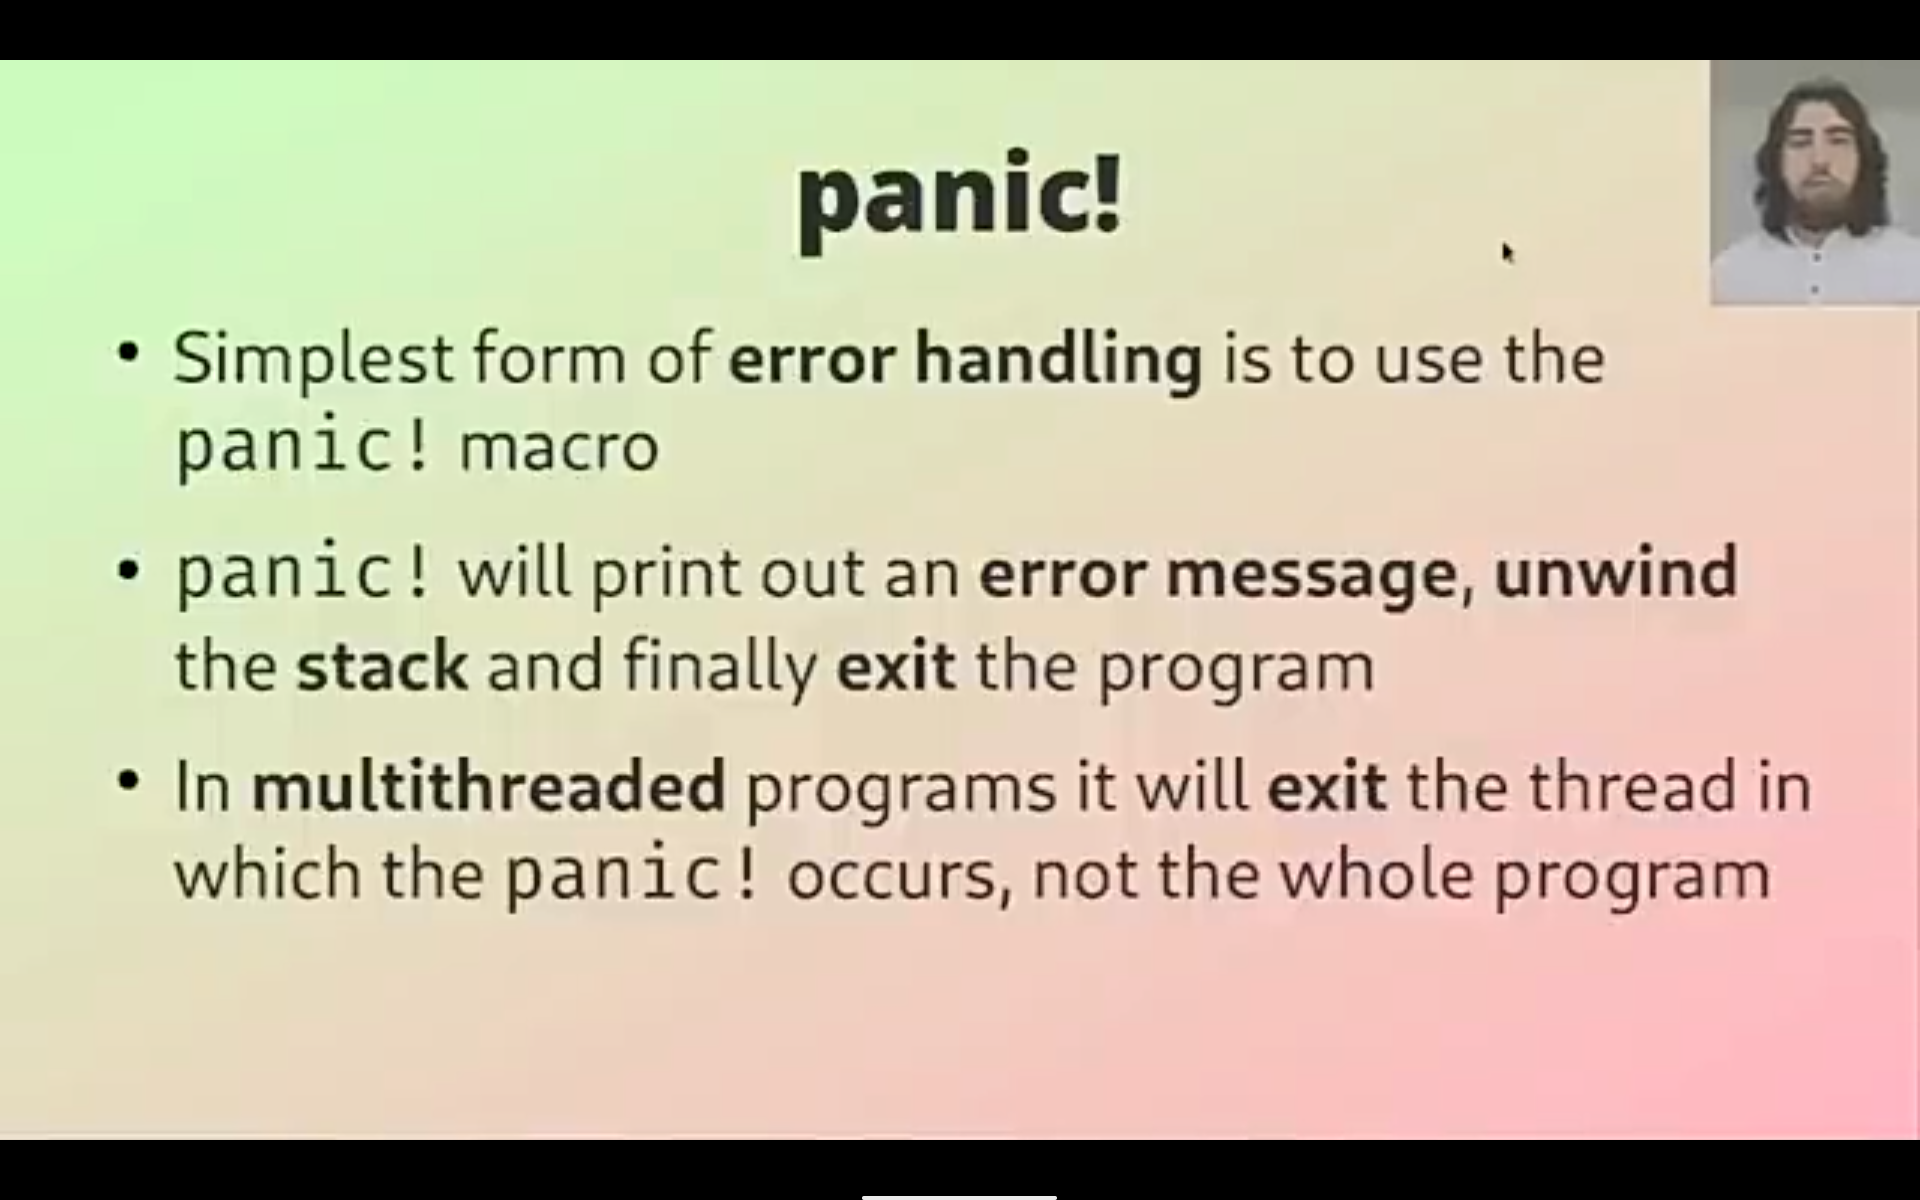 panic!
• Simplest form of error handling is to use the
panic! macro
• panic! will print out an error message, unwind
the stack and finally exit the program
• In multithreaded programs it will exit the thread in
which the panic! occurs, not the whole program